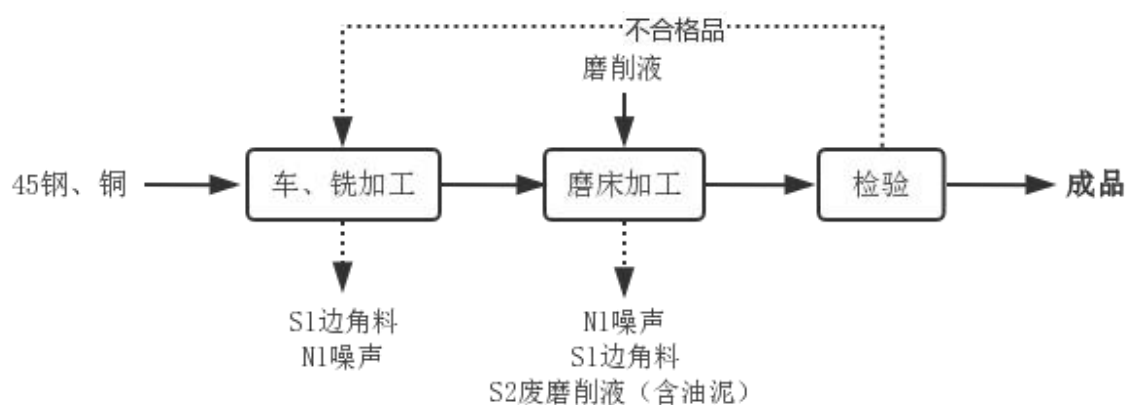 不合格品
磨削液
45钢、铜
车、铣加工
磨床加工
检验
成品
S1边角料
N1噪声
N1噪声
S1边角料
S2废磨削液（含油泥）